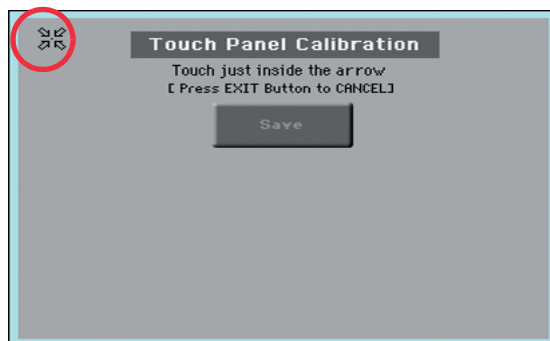 Touch Panel Calibration
Touch just inside the arrow
[ Press EXIT Button to CANCEL]
Save